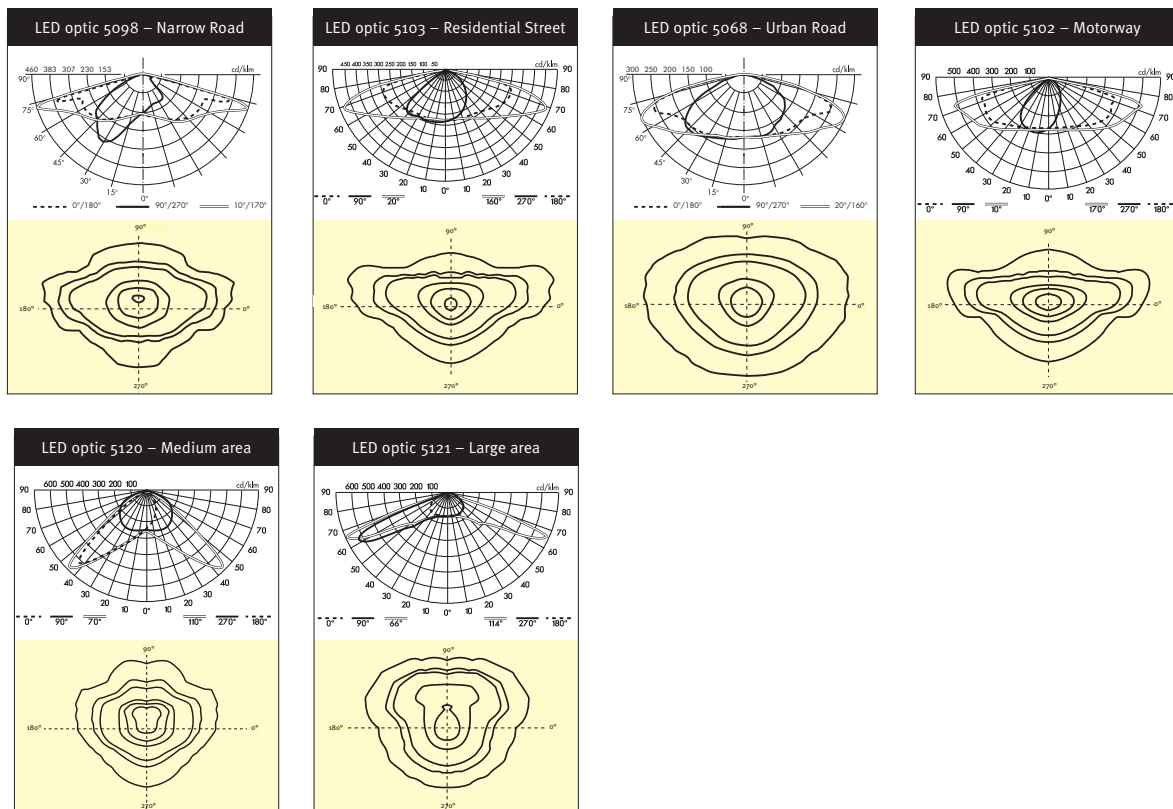 LED optic 5098 – Narrow Road
460 383 307 230 153
cd/klm
90°
75°
60°
45°
30°
15°
0°
0°/180° 90°/270° 10°/170°
90°
180°
0°
270°
LED optic 5103 – Residential Street
450 400 350 300 250 200 150 100 50
cd/klm
90 90
80 80
70 70
60 60
50 50
40 40
30 30
20 10 0° 10 20
0° 90° 20° 160° 270° 180°
90°
180°
0°
270°
LED optic 5068 – Urban Road
300 250 200 150 100
cd/klm
90°
75°
60°
45°
30°
15°
0°
0°/180° 90°/270° 20°/160°
90°
180°
0°
270°
LED optic 5102 – Motorway
500 400 300 200 100
cd/klm
90 90
80 80
70 70
60 60
50 50
40 40
30 30
20 10 0° 10 20
0° 90° 10° 170° 270° 180°
90°
180°
0°
270°
LED optic 5120 – Medium area
600 500 400 300 200 100
cd/klm
90 90
80 80
70 70
60 60
50 50
40 40
30 30
20 10 0° 10 20
0° 90° 70° 110° 270° 180°
90°
180°
0°
270°
LED optic 5121 – Large area
600 500 400 300 200 100
cd/klm
90 90
80 80
70 70
60 60
50 50
40 40
30 30
20 10 0° 10 20
0° 90° 66° 114° 270° 180°
90°
180°
0°
270°